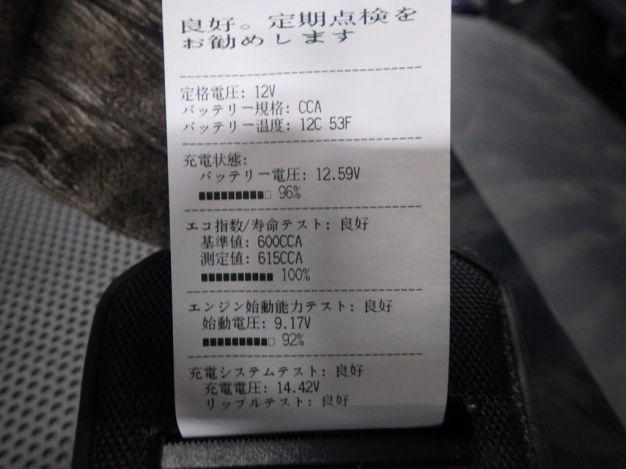 良好。定期点検を
お勧めします
定格電圧: 12V
バッテリー規格: CCA
バッテリー温度: 12C 53F
充電状態:
バッテリー電圧: 12.59V
■■■■■■■■■□ 96%
エコ指数/寿命テスト: 良好
基準値: 600CCA
測定値: 615CCA
■■■■■■■■■■ 100%
エンジン始動能力テスト: 良好
始動電圧: 9.17V
■■■■■■■■■□ 92%
充電システムテスト: 良好
充電電圧: 14.42V
リップルテスト: 良好